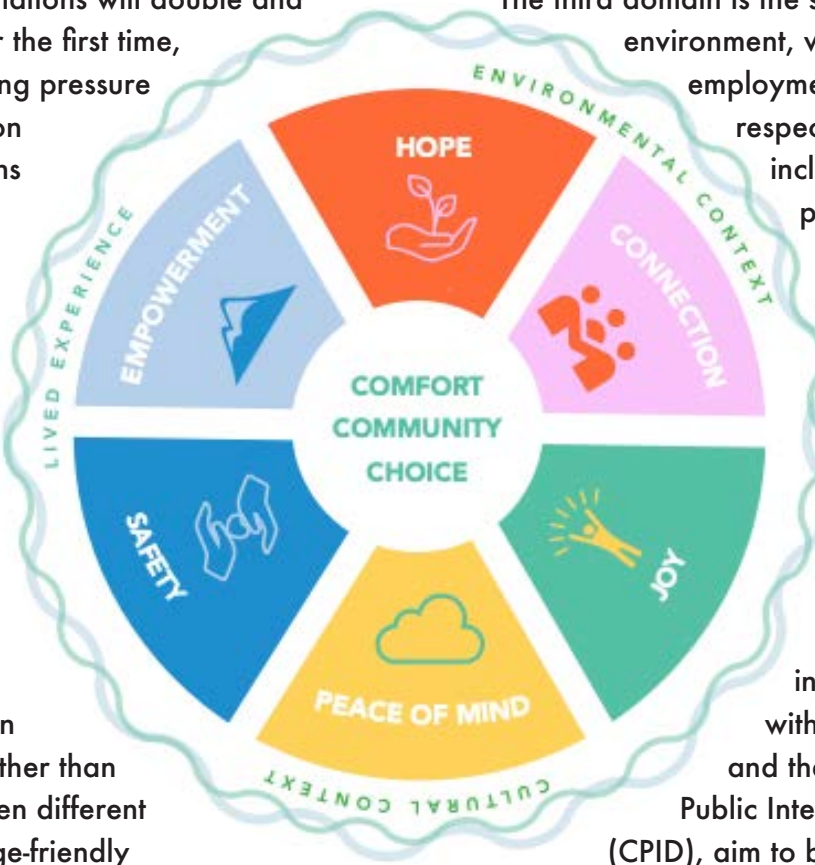 ations will double and
r the first time,
ng pressure
on
ns
The third domain is the s
environment, v
employme
respec
incl
p
ENVIRONMENTAL CONTEXT
LIVED EXPERIENCE
HOPE
EMPOWERMENT
CONNECTION
COMFORT
COMMUNITY
CHOICE
SAFETY
JOY
PEACE OF MIND
CULTURAL CONTEXT
n
ther than
en different
ge-friendly
in
with
and the
Public Inte
(CPID), aim to b